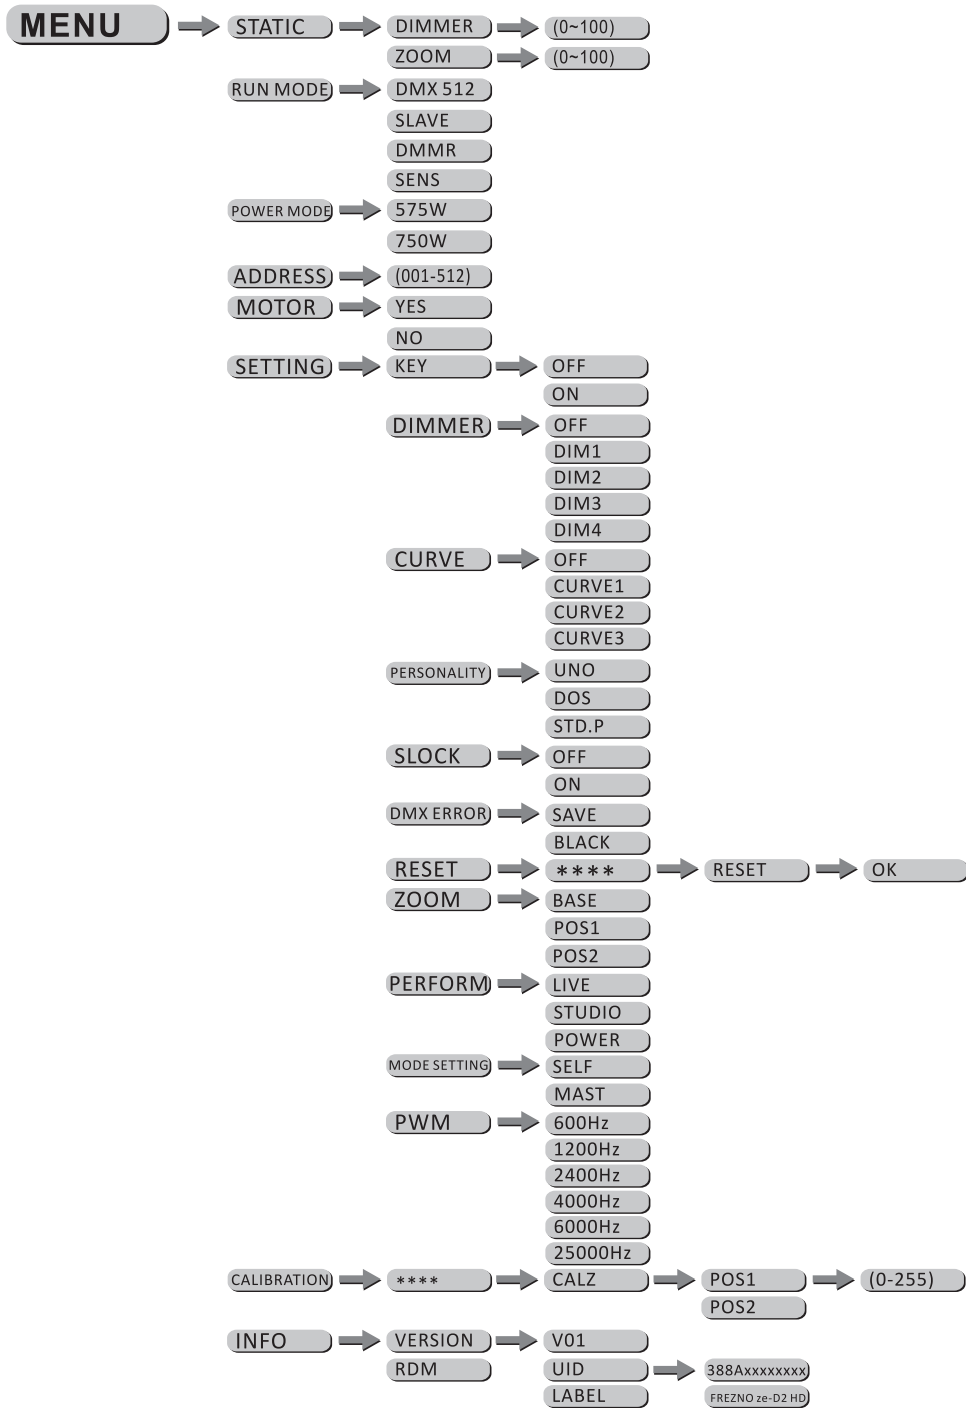 MENU STATIC DIMMER (0~100)
ZOOM (0~100)
RUN MODE DMX 512
SLAVE
DMMR
SENS
POWER MODE 575W
750W
ADDRESS (001-512)
MOTOR YES
NO
SETTING KEY OFF
ON
DIMMER OFF
DIM1
DIM2
DIM3
DIM4
CURVE OFF
CURVE1
CURVE2
CURVE3
PERSONALITY UNO
DOS
STD.P
SLOCK OFF
ON
DMX ERROR SAVE
BLACK
RESET **** RESET OK
ZOOM BASE
POS1
POS2
PERFORM LIVE
STUDIO
POWER
MODE SETTING SELF
MAST
PWM 600Hz
1200Hz
2400Hz
4000Hz
6000Hz
25000Hz
CALIBRATION **** CALZ POS1 (0-255)
POS2
INFO VERSION V01
RDM UID 388Axxxxxxxx
LABEL FREZNO ze-D2 HD